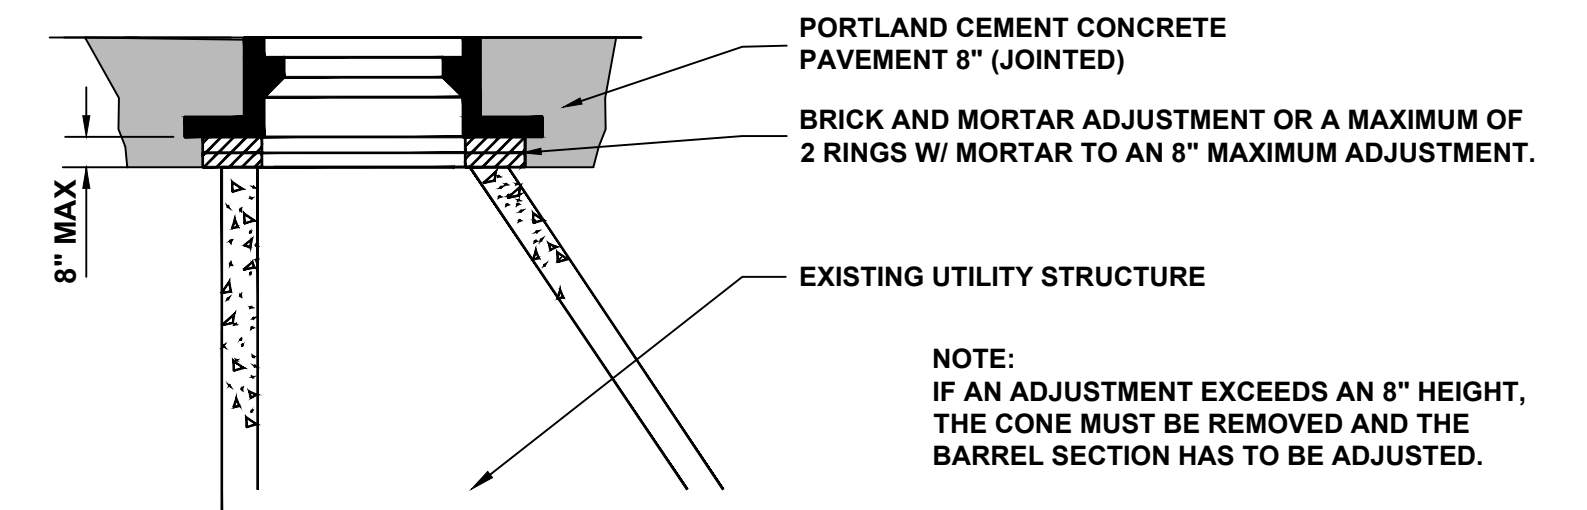 PORTLAND CEMENT CONCRETE
PAVEMENT 8" (JOINTED)
BRICK AND MORTAR ADJUSTMENT OR A MAXIMUM OF
2 RINGS W/ MORTAR TO AN 8" MAXIMUM ADJUSTMENT.
8" MAX
EXISTING UTILITY STRUCTURE
NOTE:
IF AN ADJUSTMENT EXCEEDS AN 8" HEIGHT,
THE CONE MUST BE REMOVED AND THE
BARREL SECTION HAS TO BE ADJUSTED.